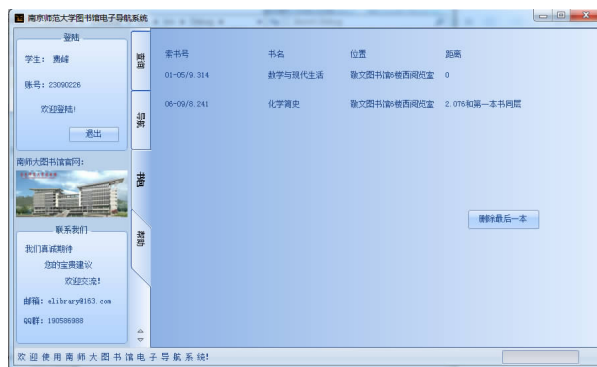 南京师范大学图书馆电子导航系统
登陆
学生: 龚峰
账号: 23090226
欢迎登陆!
退出
南师大图书馆官网:
联系我们
我们真诚期待
您的宝贵建议
欢迎交流!
邮箱: elibrary@163.com
QQ群: 190586988
查询
导航
书包
帮助
索书号 书名 位置 距离
01-05/9.314 数学与现代生活 敬文图书馆6楼西阅览室 0
06-09/8.241 化学简史 敬文图书馆6楼西阅览室 2.076和第一本书同层
删除最后一本
欢迎使用南师大图书馆电子导航系统!